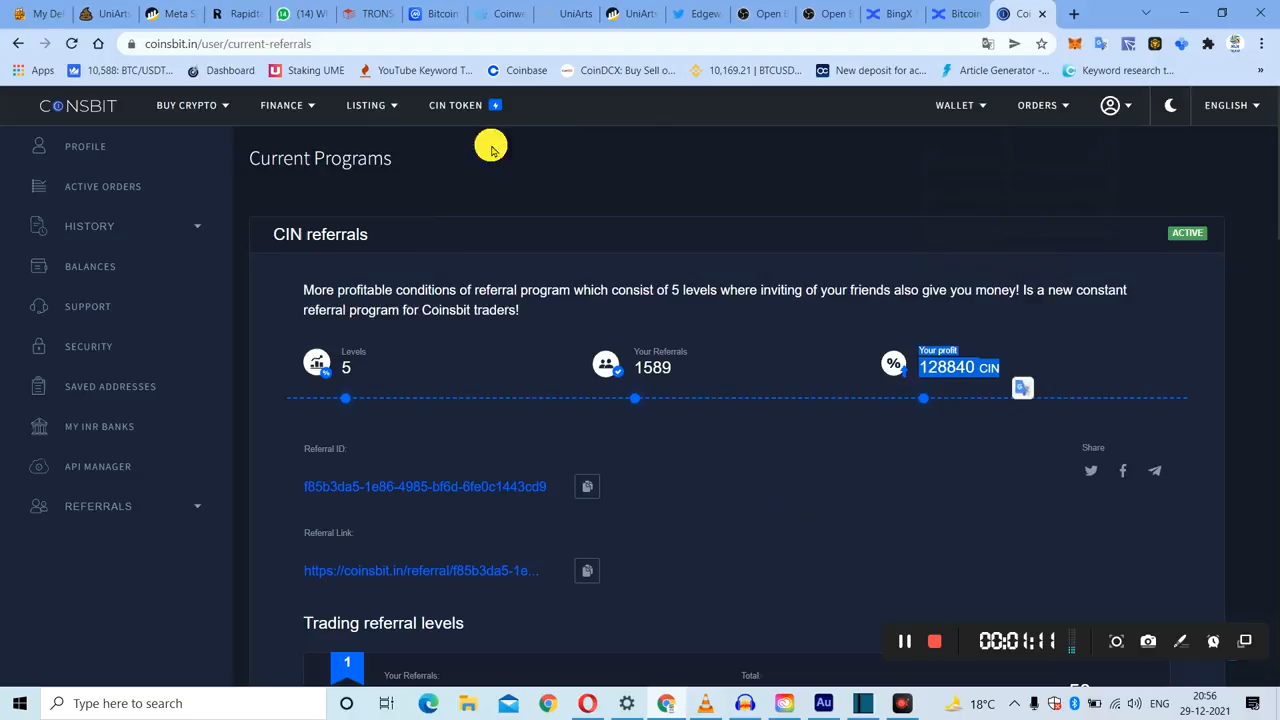 My Del
UniArt
Meta S
Rapidt
(14) W
TRONS
Bitcoin
Coinwe
UniArts
UniArt
Edgew
Open B
Open B
BingX
Bitcoin
Coi
coinsbit.in/user/current-referrals
Apps
10,588: BTC/USDT...
Dashboard
Staking UME
YouTube Keyword T...
Coinbase
CoinDCX: Buy Sell o...
10,169.21 | BTCUSD...
New deposit for ac...
Article Generator -...
Keyword research t...
»
COINSBIT
BUY CRYPTO
FINANCE
LISTING
CIN TOKEN
WALLET
ORDERS
ENGLISH
PROFILE
ACTIVE ORDERS
HISTORY
BALANCES
SUPPORT
SECURITY
SAVED ADDRESSES
MY INR BANKS
API MANAGER
REFERRALS
Current Programs
CIN referrals
ACTIVE
More profitable conditions of referral program which consist of 5 levels where inviting of your friends also give you money! Is a new constant
referral program for Coinsbit traders!
Levels
5
Your Referrals
1589
%
Your profit
128840 CIN
Referral ID:
f85b3da5-1e86-4985-bf6d-6fe0c1443cd9
Share
Referral Link:
https://coinsbit.in/referral/f85b3da5-1e...
Trading referral levels
1
Your Referrals:
Total:
00:01:11
Type here to search
Au
18°C
ENG
20:56
29-12-2021